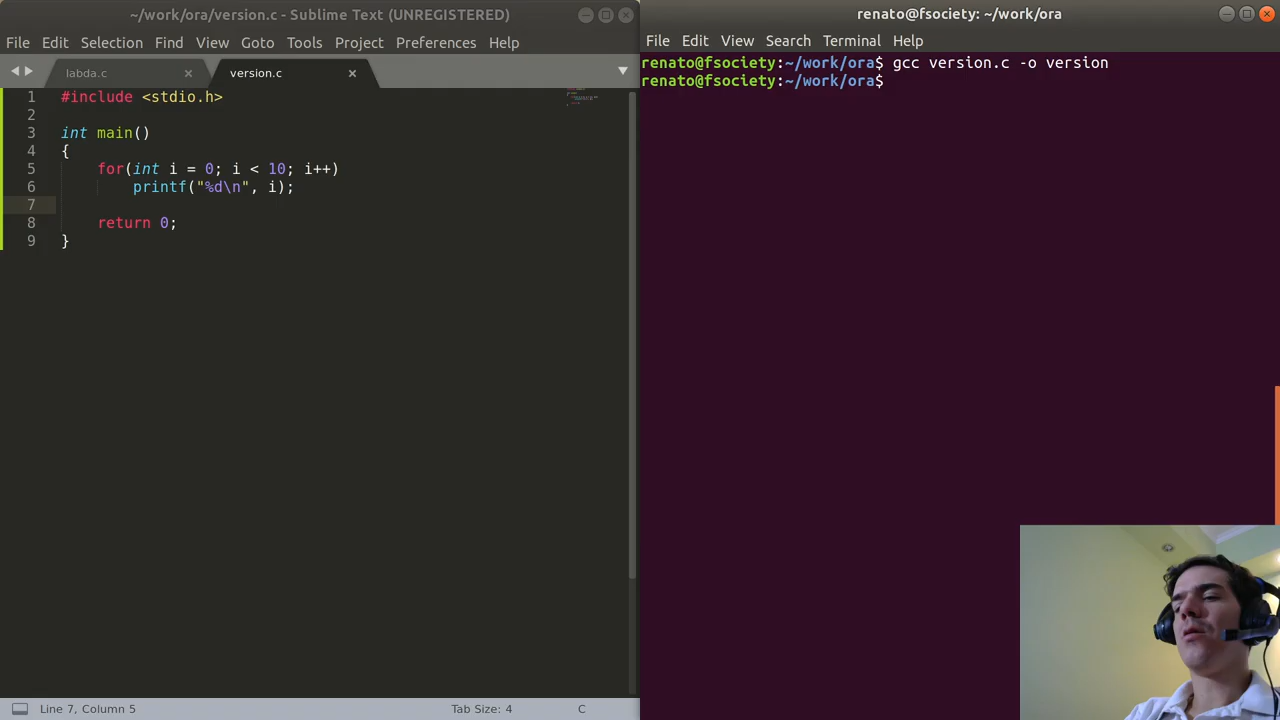 ~/work/ora/version.c - Sublime Text (UNREGISTERED)
File Edit Selection Find View Goto Tools Project Preferences Help
labda.c version.c
1 #include <stdio.h>
2
3 int main()
4 {
5     for(int i = 0; i < 10; i++)
6         printf("%d\n", i);
7
8     return 0;
9 }
Line 7, Column 5 Tab Size: 4 C
renato@fsociety: ~/work/ora
File Edit View Search Terminal Help
renato@fsociety:~/work/ora$ gcc version.c -o version
renato@fsociety:~/work/ora$